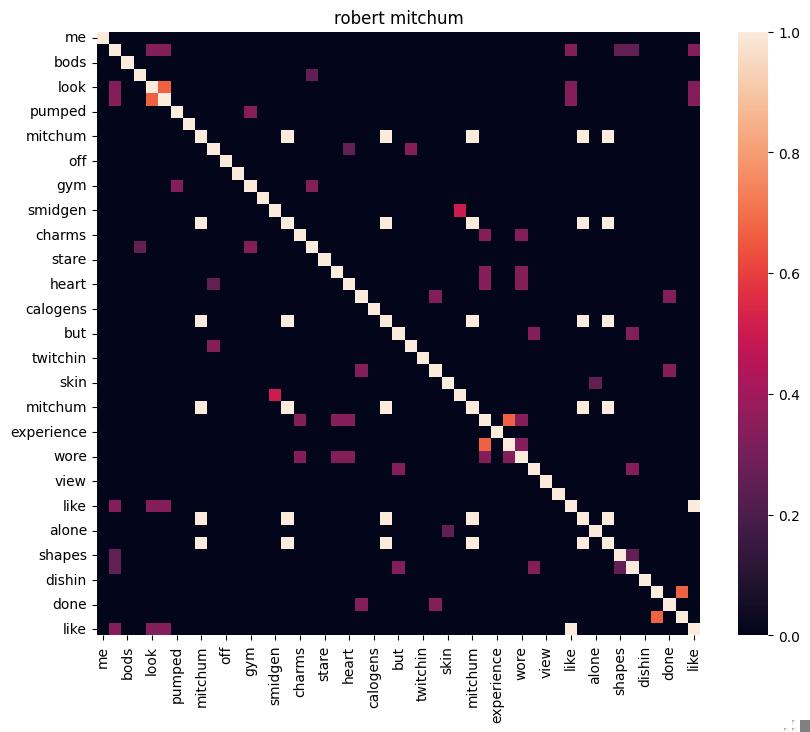 robert mitchum
me
bods
look
pumped
mitchum
off
gym
smidgen
charms
stare
heart
calogens
but
twitchin
skin
mitchum
experience
wore
view
like
alone
shapes
dishin
done
like
1.0
0.8
0.6
0.4
0.2
0.0
me
bods
look
pumped
mitchum
off
gym
smidgen
charms
stare
heart
calogens
but
twitchin
skin
mitchum
experience
wore
view
like
alone
shapes
dishin
done
like